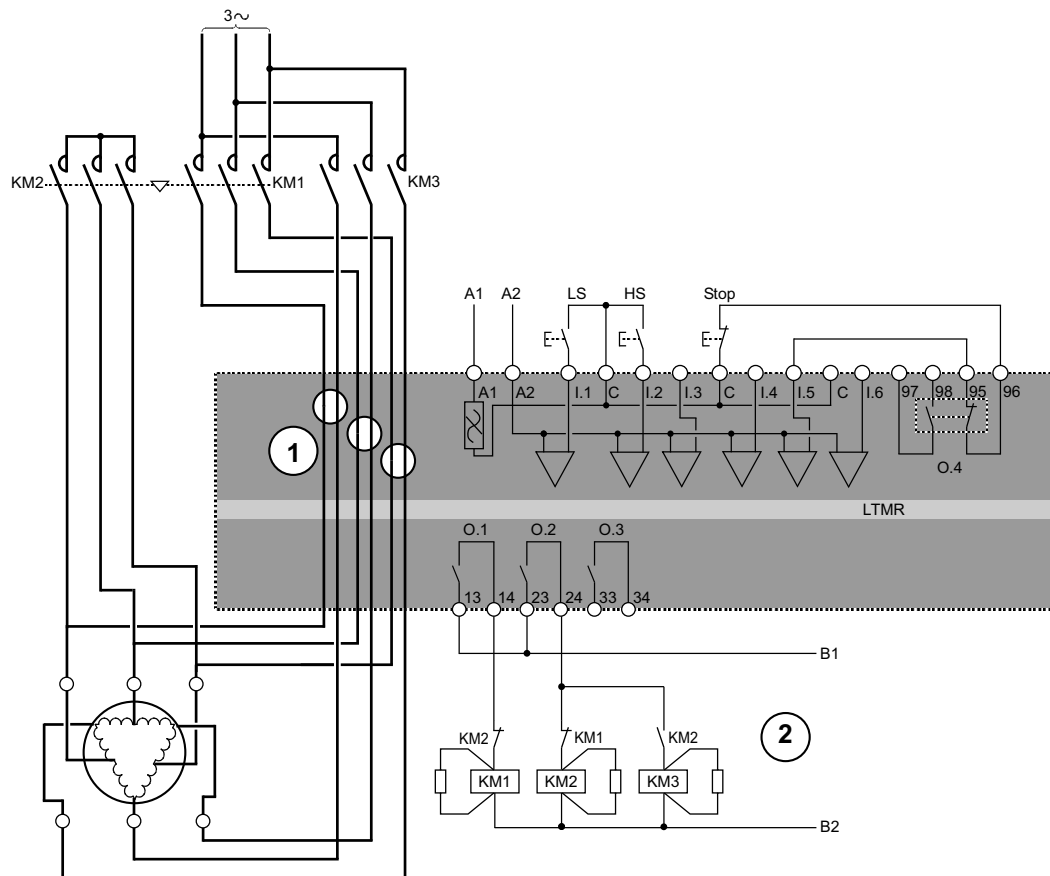 3~
KM2
KM1
KM3
A1 A2 LS HS Stop
A1 A2 I.1 C I.2 I.3 C I.4 I.5 C I.6 97 98 95 96
O.4
1
LTMR
O.1 O.2 O.3
13 14 23 24 33 34
B1
KM2 KM1 KM2
2
KM1 KM2 KM3
B2